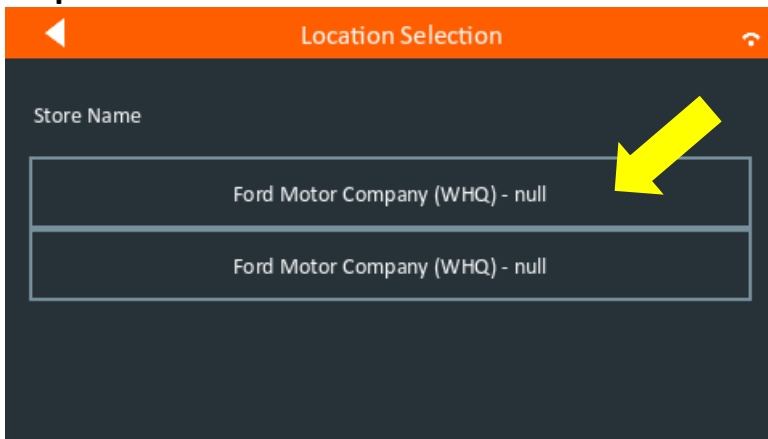 Location Selection
Store Name
Ford Motor Company (WHQ) - null
Ford Motor Company (WHQ) - null